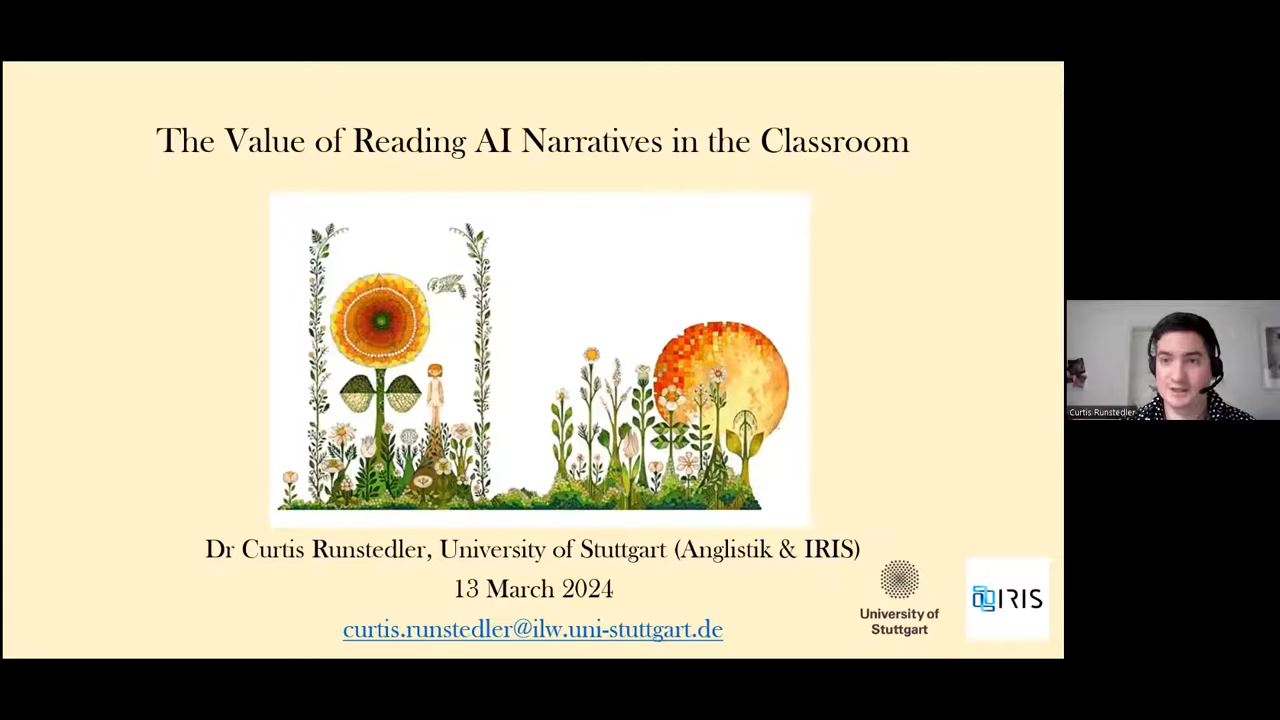 The Value of Reading AI Narratives in the Classroom
Dr Curtis Runstedler, University of Stuttgart (Anglistik & IRIS)
13 March 2024
curtis.runstedler@ilw.uni-stuttgart.de
University of
Stuttgart
IRIS
Curtis Runstedler